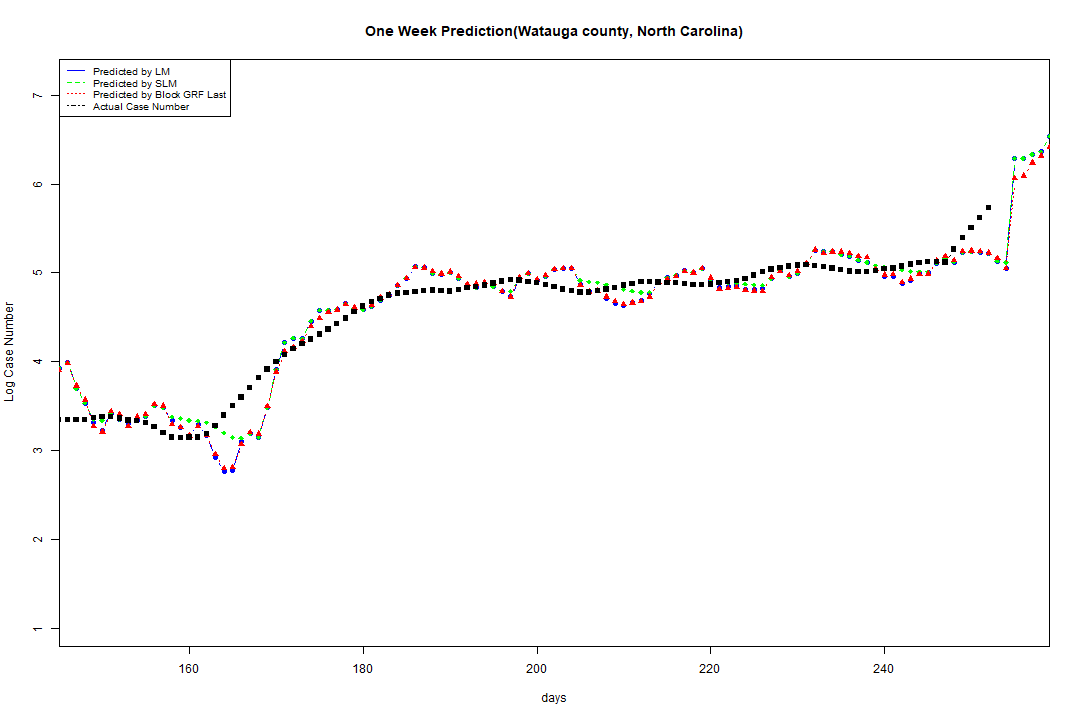 One Week Prediction(Watauga county, North Carolina)
Predicted by LM
Predicted by SLM
Predicted by Block GRF Last
Actual Case Number
7
6
5
4
3
2
1
Log Case Number
160
180
200
220
240
days